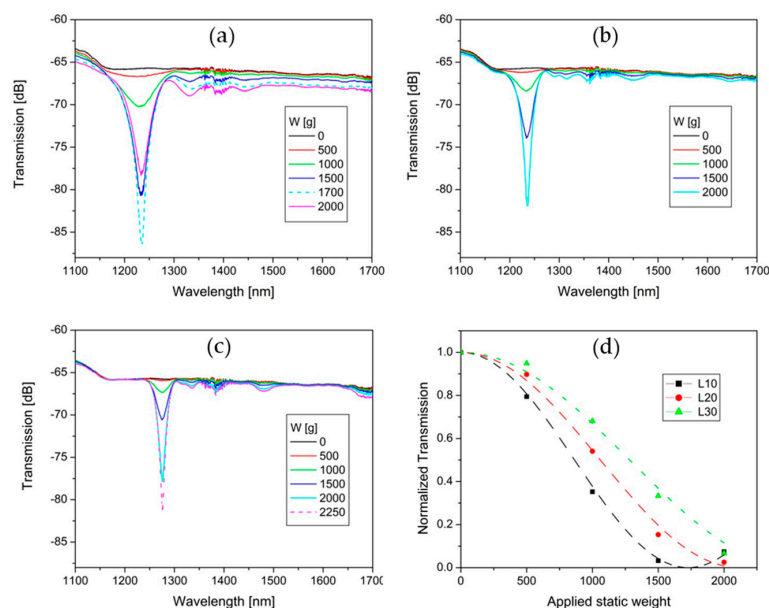 (a)
-60
-65
-70
-75
-80
-85
Transmission [dB]
W [g]
0
500
1000
1500
1700
2000
1100 1200 1300 1400 1500 1600 1700
Wavelength [nm]
(b)
-60
-65
-70
-75
-80
-85
Transmission [dB]
W [g]
0
500
1000
1500
2000
1100 1200 1300 1400 1500 1600 1700
Wavelength [nm]
(c)
-60
-65
-70
-75
-80
-85
Transmission [dB]
W [g]
0
500
1000
1500
2000
2250
1100 1200 1300 1400 1500 1600 1700
Wavelength [nm]
(d)
1.0
0.8
0.6
0.4
0.2
0.0
Normalized Transmission
L10
L20
L30
0 500 1000 1500 2000
Applied static weight